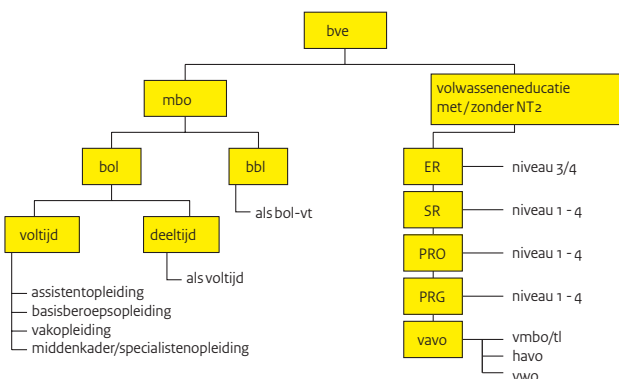 bve
mbo
volwasseneneducatie
met/zonder NT2
bol
bbl
ER
niveau 3/4
als bol-vt
SR
niveau 1 - 4
voltijd
deeltijd
PRO
niveau 1 - 4
als voltijd
assistentopleiding
basisberoepsopleiding
vakopleiding
middenkader/specialistenopleiding
PRG
niveau 1 - 4
vavo
vmbo/tl
havo
vwo